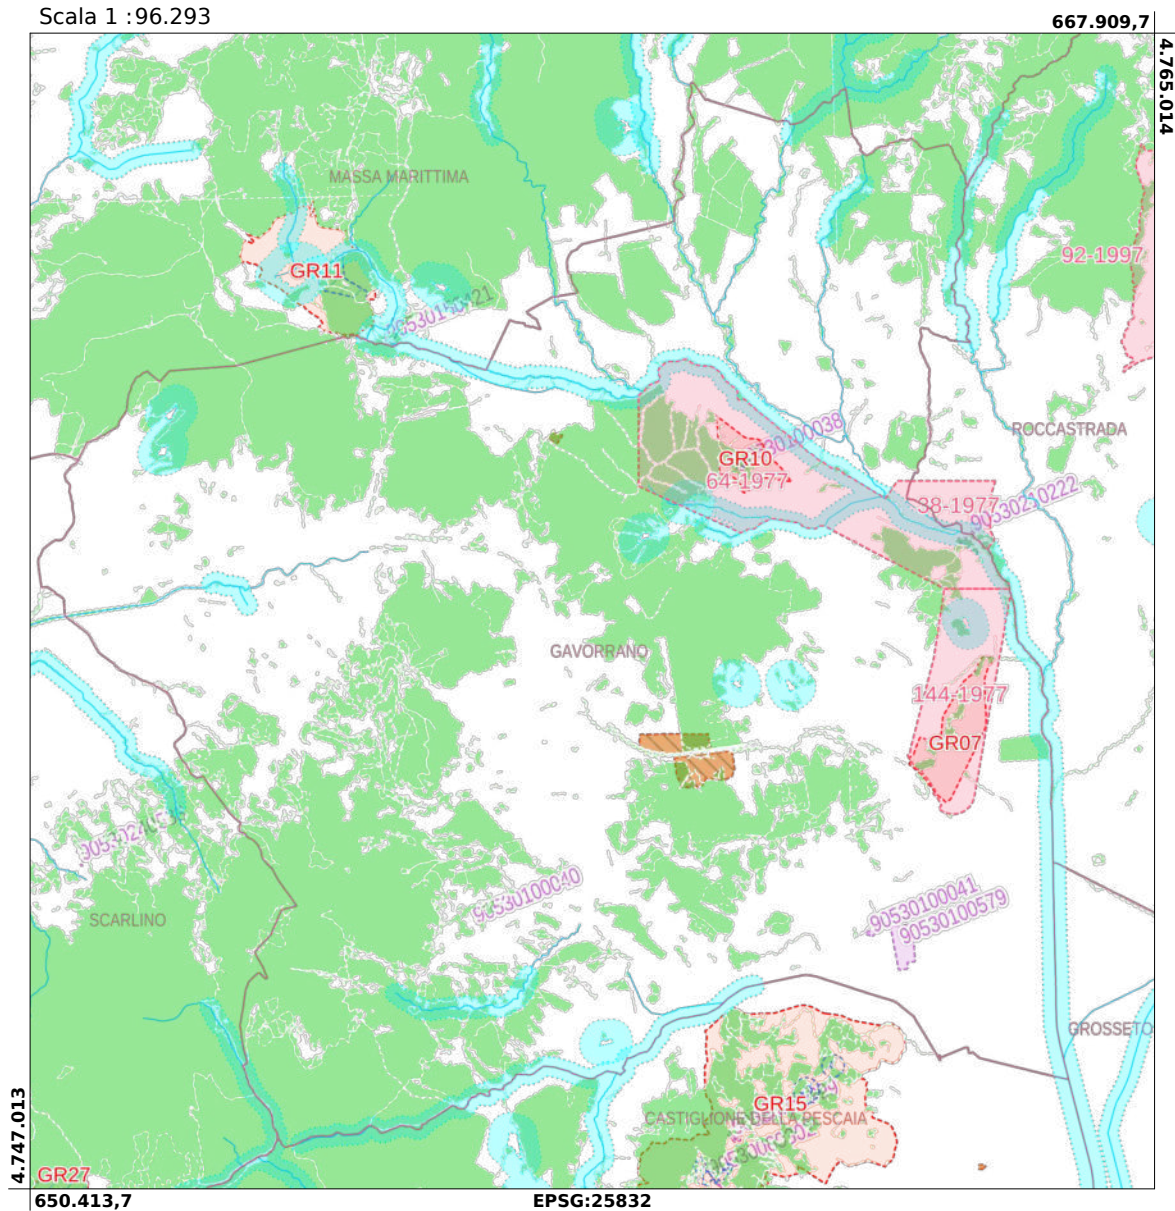 Scala 1 :96.293
667.909,7
4.765.014
MASSA MARITTIMA
92-1997
GR11
ROCCASTRADA
GR10
64-1977
38-1977
90530210222
GAVORRANO
144-1977
GR07
90530100040
90530100041
90530100579
SCARLINO
GROSSETO
GR15
CASTIGLIONE DELLA PESCAIA
GR27
4.747.013
650.413,7
EPSG:25832